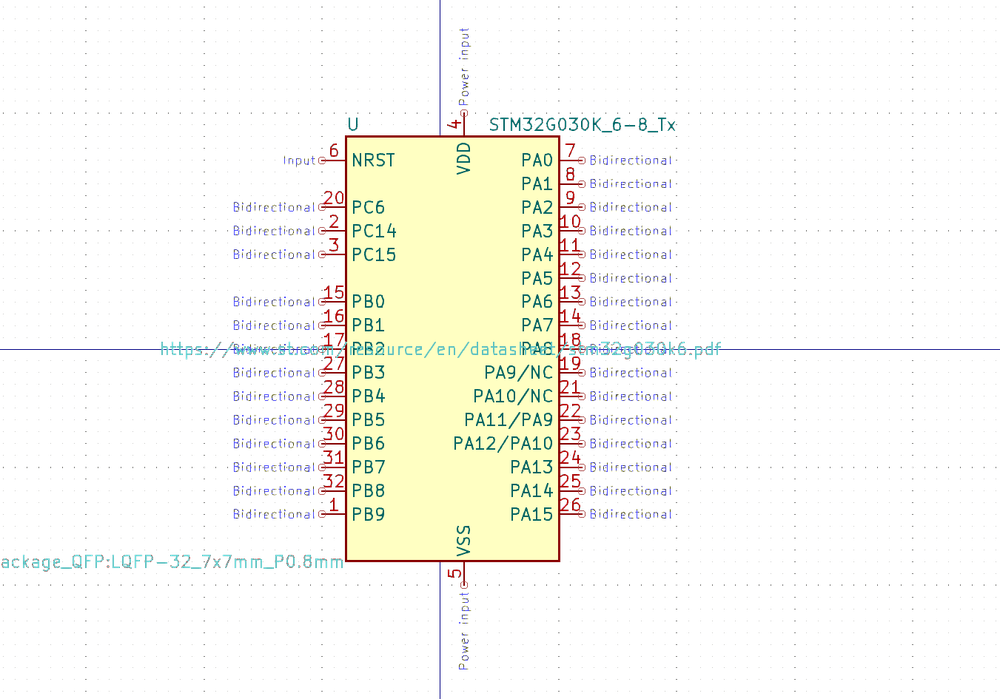 Power input
4
U STM32G030K_6-8_Tx
VDD
Input 6 NRST PA0 7 Bidirectional
PA1 8 Bidirectional
Bidirectional 20 PC6 PA2 9 Bidirectional
Bidirectional 2 PC14 PA3 10 Bidirectional
Bidirectional 3 PC15 PA4 11 Bidirectional
PA5 12 Bidirectional
Bidirectional 15 PB0 PA6 13 Bidirectional
Bidirectional 16 PB1 PA7 14 Bidirectional
Bidirectional 17 PB2 PA8 18 Bidirectional
Bidirectional 27 PB3 PA9/NC 19 Bidirectional
Bidirectional 28 PB4 PA10/NC 21 Bidirectional
Bidirectional 29 PB5 PA11/PA9 22 Bidirectional
Bidirectional 30 PB6 PA12/PA10 23 Bidirectional
Bidirectional 31 PB7 PA13 24 Bidirectional
Bidirectional 32 PB8 PA14 25 Bidirectional
Bidirectional 1 PB9 PA15 26 Bidirectional
VSS
ackage_QFP:LQFP-32_7x7mm_P0.8mm
5
Power input